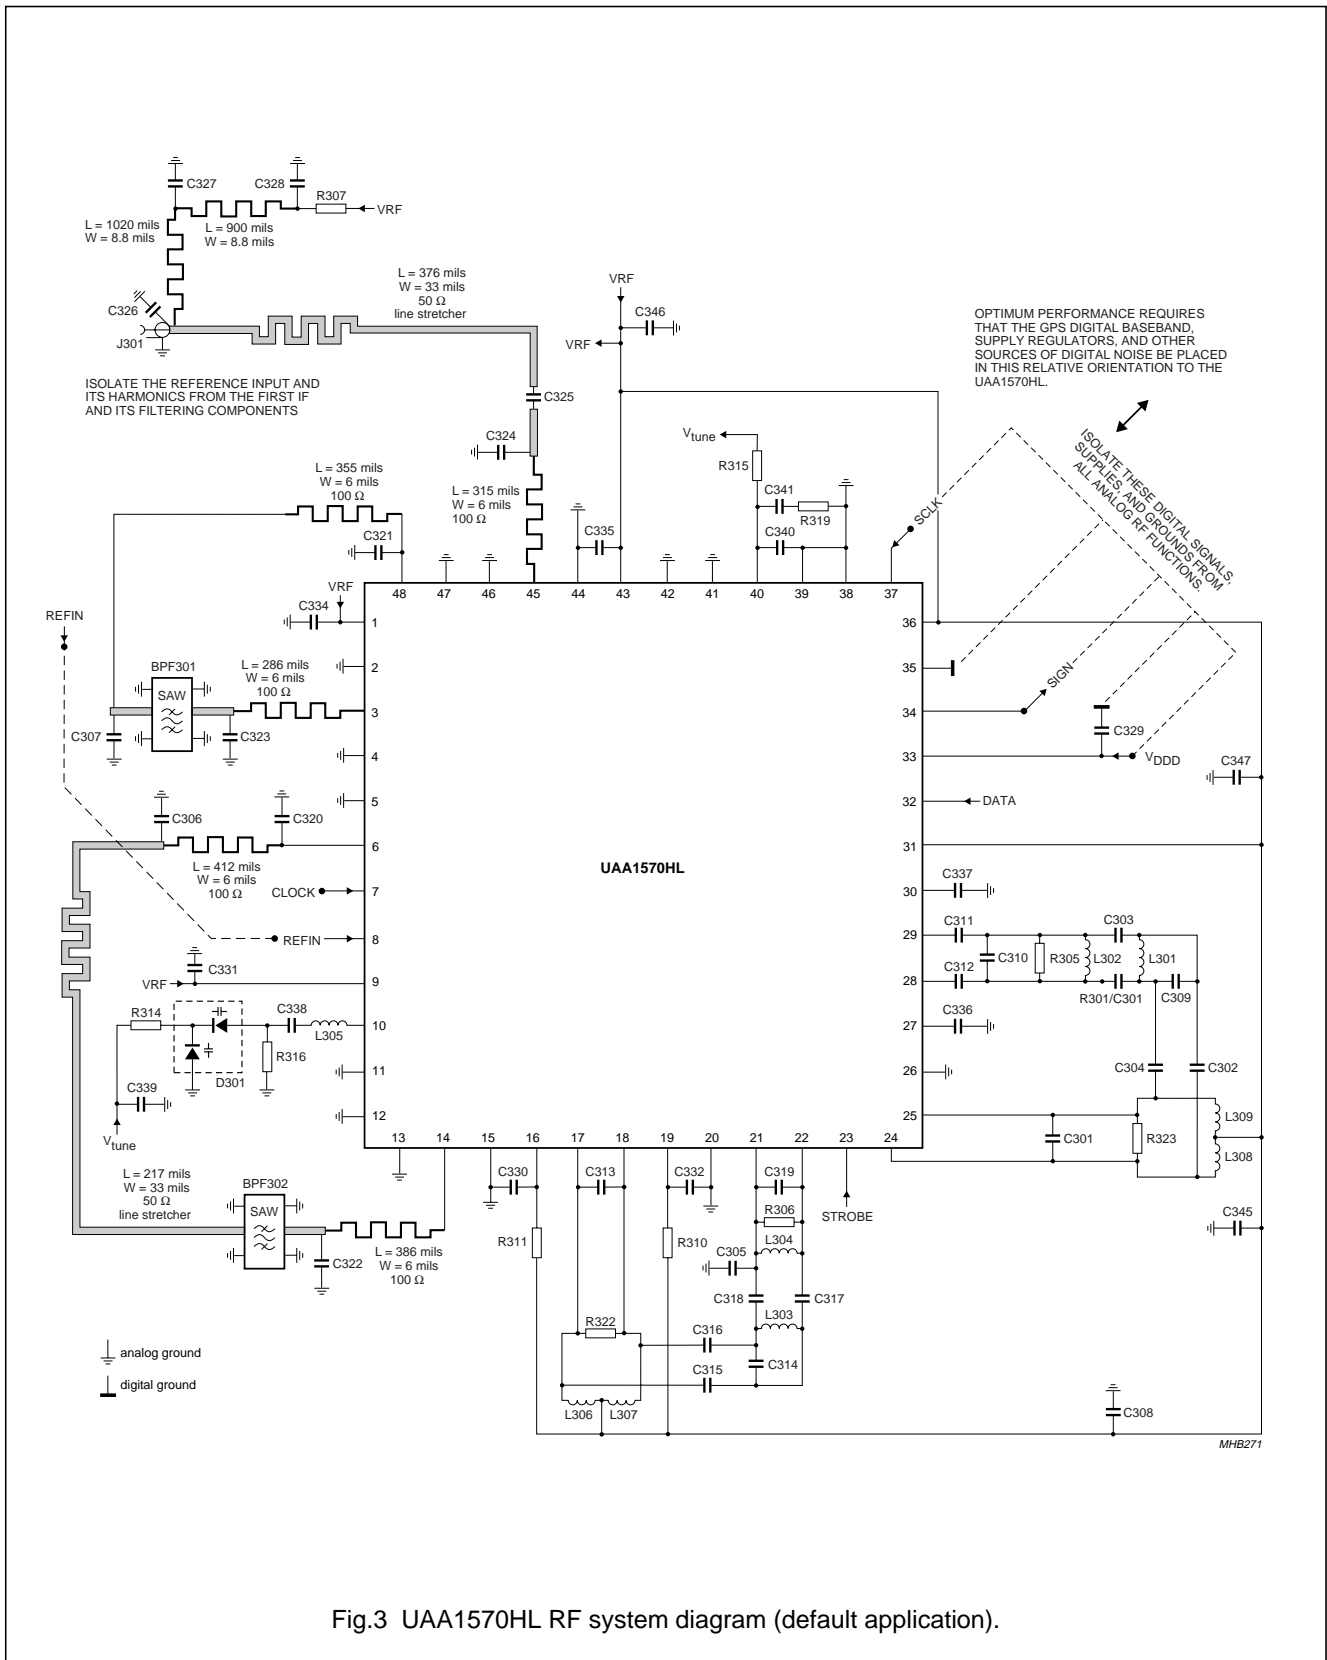 C327
C328
R307
VRF
L = 1020 mils
W = 8.8 mils
L = 900 mils
W = 8.8 mils
C326
J301
L = 376 mils
W = 33 mils
50 Ω
line stretcher
VRF
C346
VRF
OPTIMUM PERFORMANCE REQUIRES
THAT THE GPS DIGITAL BASEBAND,
SUPPLY REGULATORS, AND OTHER
SOURCES OF DIGITAL NOISE BE PLACED
IN THIS RELATIVE ORIENTATION TO THE
UAA1570HL.
ISOLATE THE REFERENCE INPUT AND
ITS HARMONICS FROM THE FIRST IF
AND ITS FILTERING COMPONENTS
C325
C324
Vtune
R315
C341
R319
C340
ISOLATE THESE DIGITAL SIGNALS,
SUPPLIES, AND GROUNDS FROM
ALL ANALOG RF FUNCTIONS.
L = 355 mils
W = 6 mils
100 Ω
C321
L = 315 mils
W = 6 mils
100 Ω
C335
SCLK
48
47
46
45
44
43
42
41
40
39
38
37
VRF
C334
REFIN
1
2
3
4
5
6
7
8
9
10
11
12
BPF301
SAW
L = 286 mils
W = 6 mils
100 Ω
C307
C323
C306
C320
L = 412 mils
W = 6 mils
100 Ω
CLOCK
REFIN
C331
VRF
R314
C338
L305
R316
D301
C339
Vtune
UAA1570HL
36
35
34
33
32
31
30
29
28
27
26
25
SIGN
C329
VDDD
C347
DATA
C337
C311
C303
C310
R305
L302
L301
C312
R301/C301
C309
C336
C304
C302
L309
C301
R323
L308
13
14
15
16
17
18
19
20
21
22
23
24
L = 217 mils
W = 33 mils
50 Ω
line stretcher
BPF302
SAW
C322
L = 386 mils
W = 6 mils
100 Ω
C330
C313
C332
C319
R306
STROBE
C345
R311
R310
L304
C305
C318
C317
L303
R322
C316
C314
C315
L306
L307
C308
analog ground
digital ground
MHB271
Fig.3 UAA1570HL RF system diagram (default application).